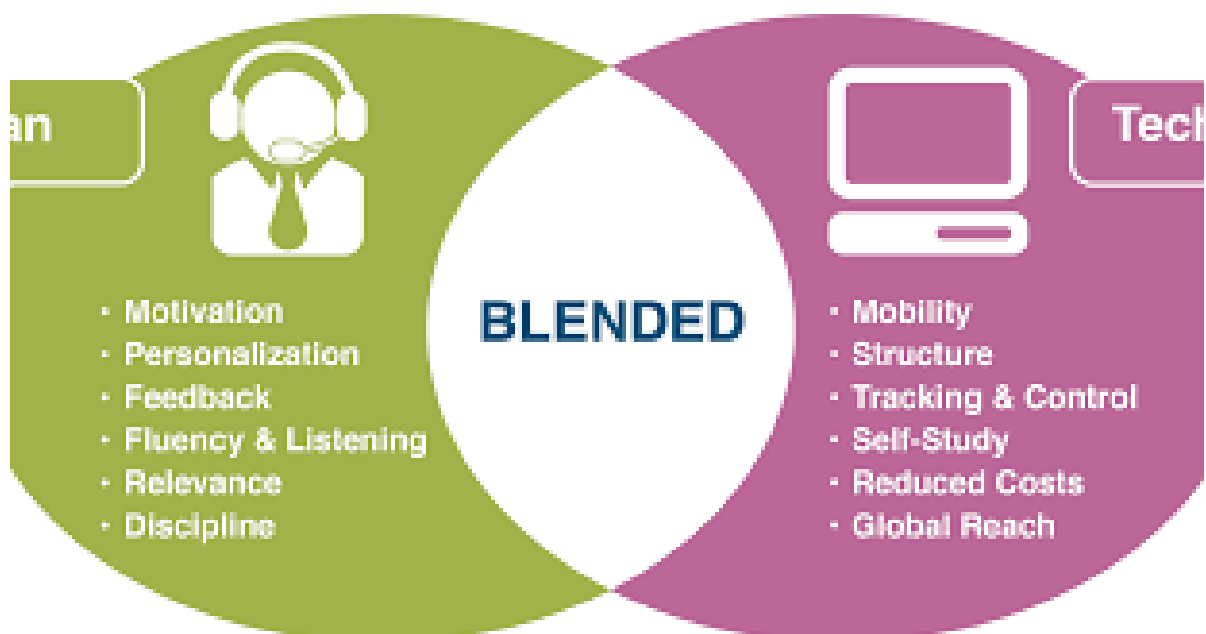 an
Tech
BLENDED
· Motivation
· Personalization
· Feedback
· Fluency & Listening
· Relevance
· Discipline
· Mobility
· Structure
· Tracking & Control
· Self-Study
· Reduced Costs
· Global Reach